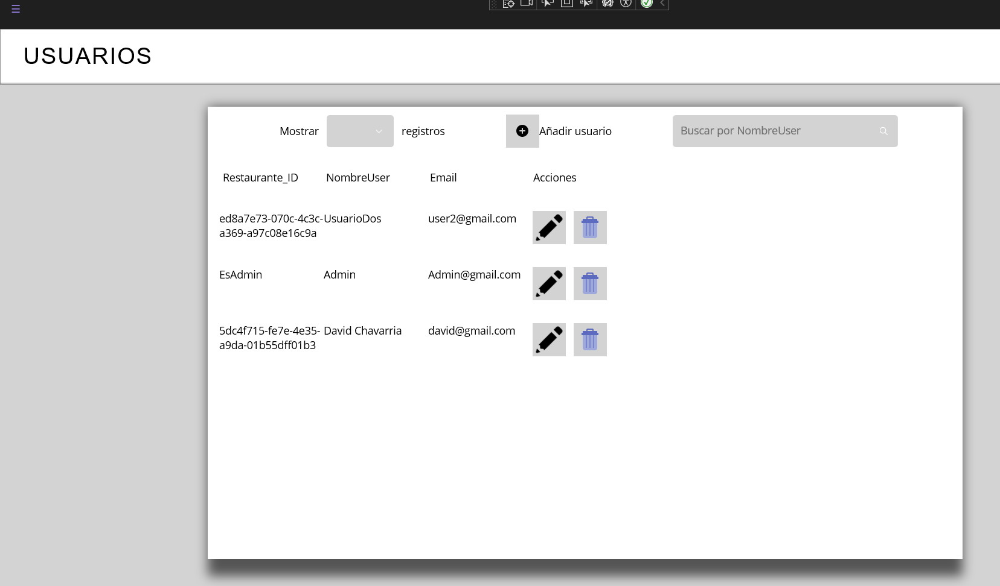 USUARIOS
Mostrar registros Añadir usuario Buscar por NombreUser
Restaurante_ID NombreUser Email Acciones
ed8a7e73-070c-4c3c- UsuarioDos user2@gmail.com
a369-a97c08e16c9a
EsAdmin Admin Admin@gmail.com
5dc4f715-fe7e-4e35- David Chavarria david@gmail.com
a9da-01b55dff01b3